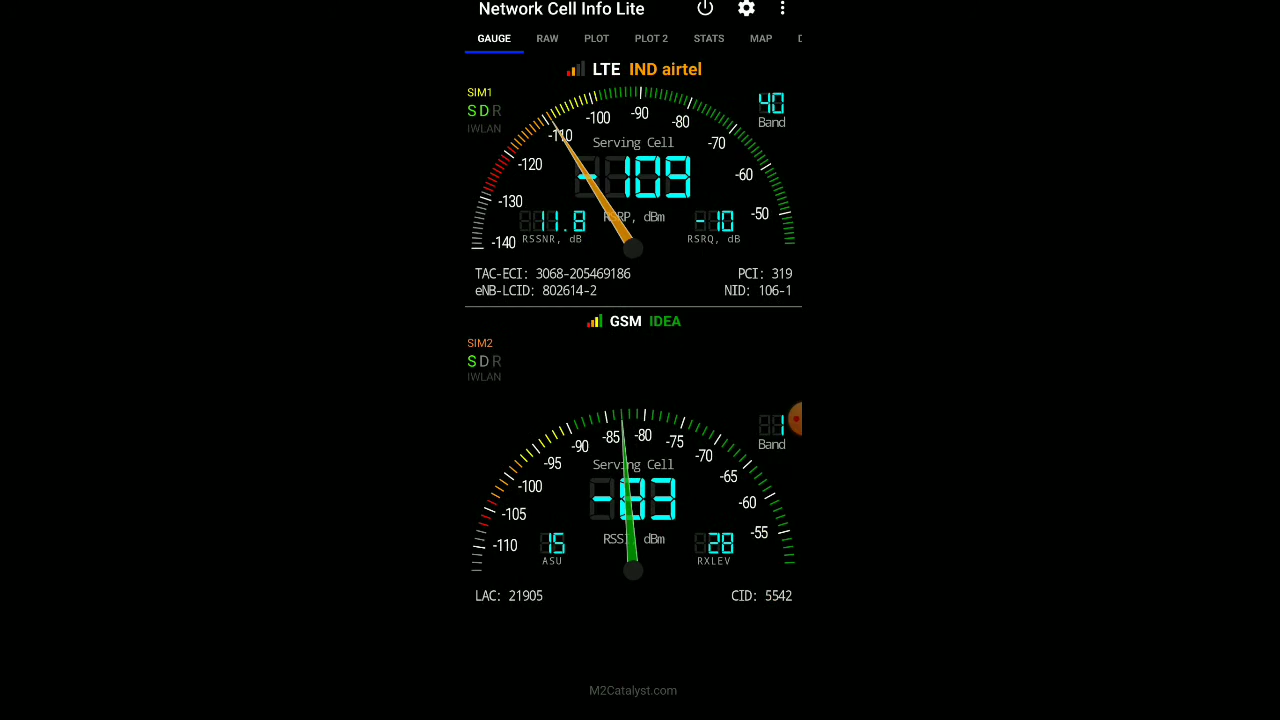 Network Cell Info Lite
GAUGE RAW PLOT PLOT 2 STATS MAP
LTE IND airtel
SIM1
S D R
IWLAN
40
Band
-140 -130 -120 -110 -100 -90 -80 -70 -60 -50
Serving Cell
-109
RSRP, dBm
11.8
RSSNR, dB
-10
RSRQ, dB
TAC-ECI: 3068-205469186 PCI: 319
eNB-LCID: 802614-2 NID: 106-1
GSM IDEA
SIM2
S D R
IWLAN
1
Band
-110 -105 -100 -95 -90 -85 -80 -75 -70 -65 -60 -55
Serving Cell
-83
RSSI, dBm
15
ASU
28
RXLEV
LAC: 21905 CID: 5542
M2Catalyst.com